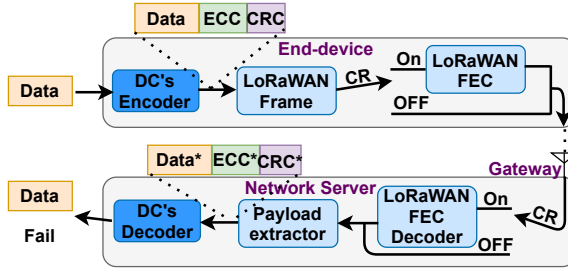 Data ECC CRC
End-device
Data
DC's
Encoder
LoRaWAN
Frame
CR
On
OFF
LoRaWAN
FEC
Data* ECC* CRC*
Gateway
Network Server
Data
Fail
DC's
Decoder
Payload
extractor
LoRaWAN
FEC
Decoder
On
CR
OFF